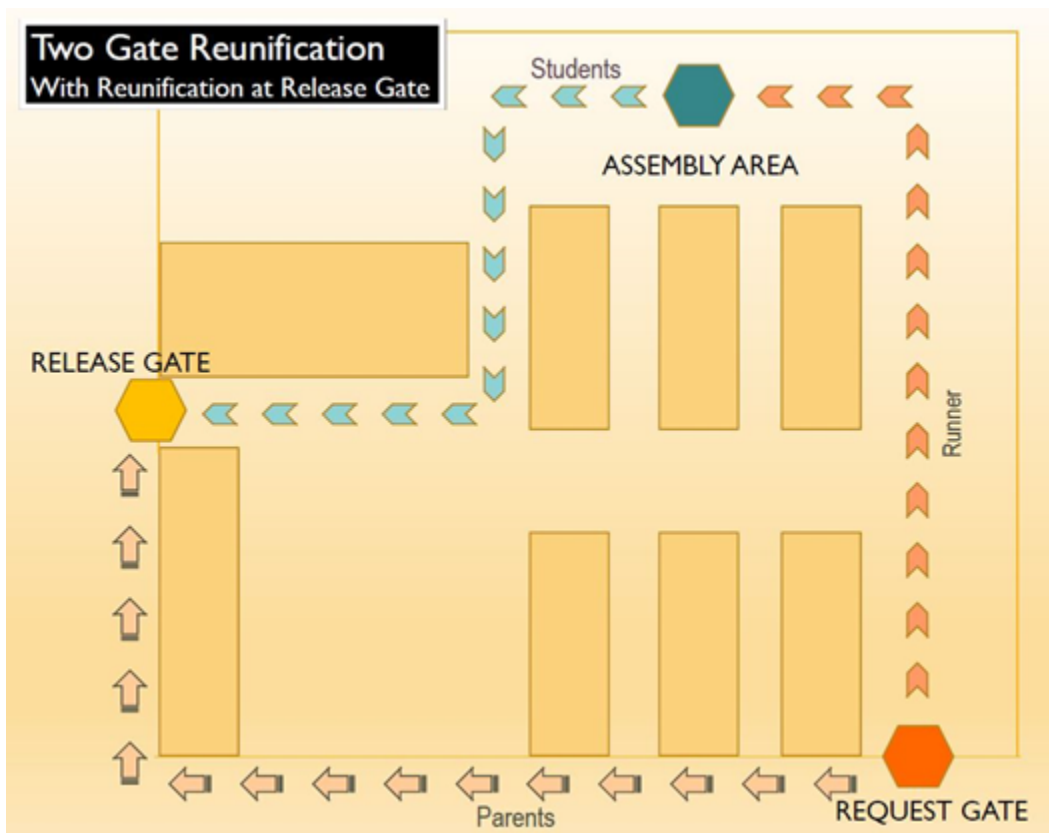 Two Gate Reunification
With Reunification at Release Gate
Students
ASSEMBLY AREA
RELEASE GATE
Runner
Parents
REQUEST GATE